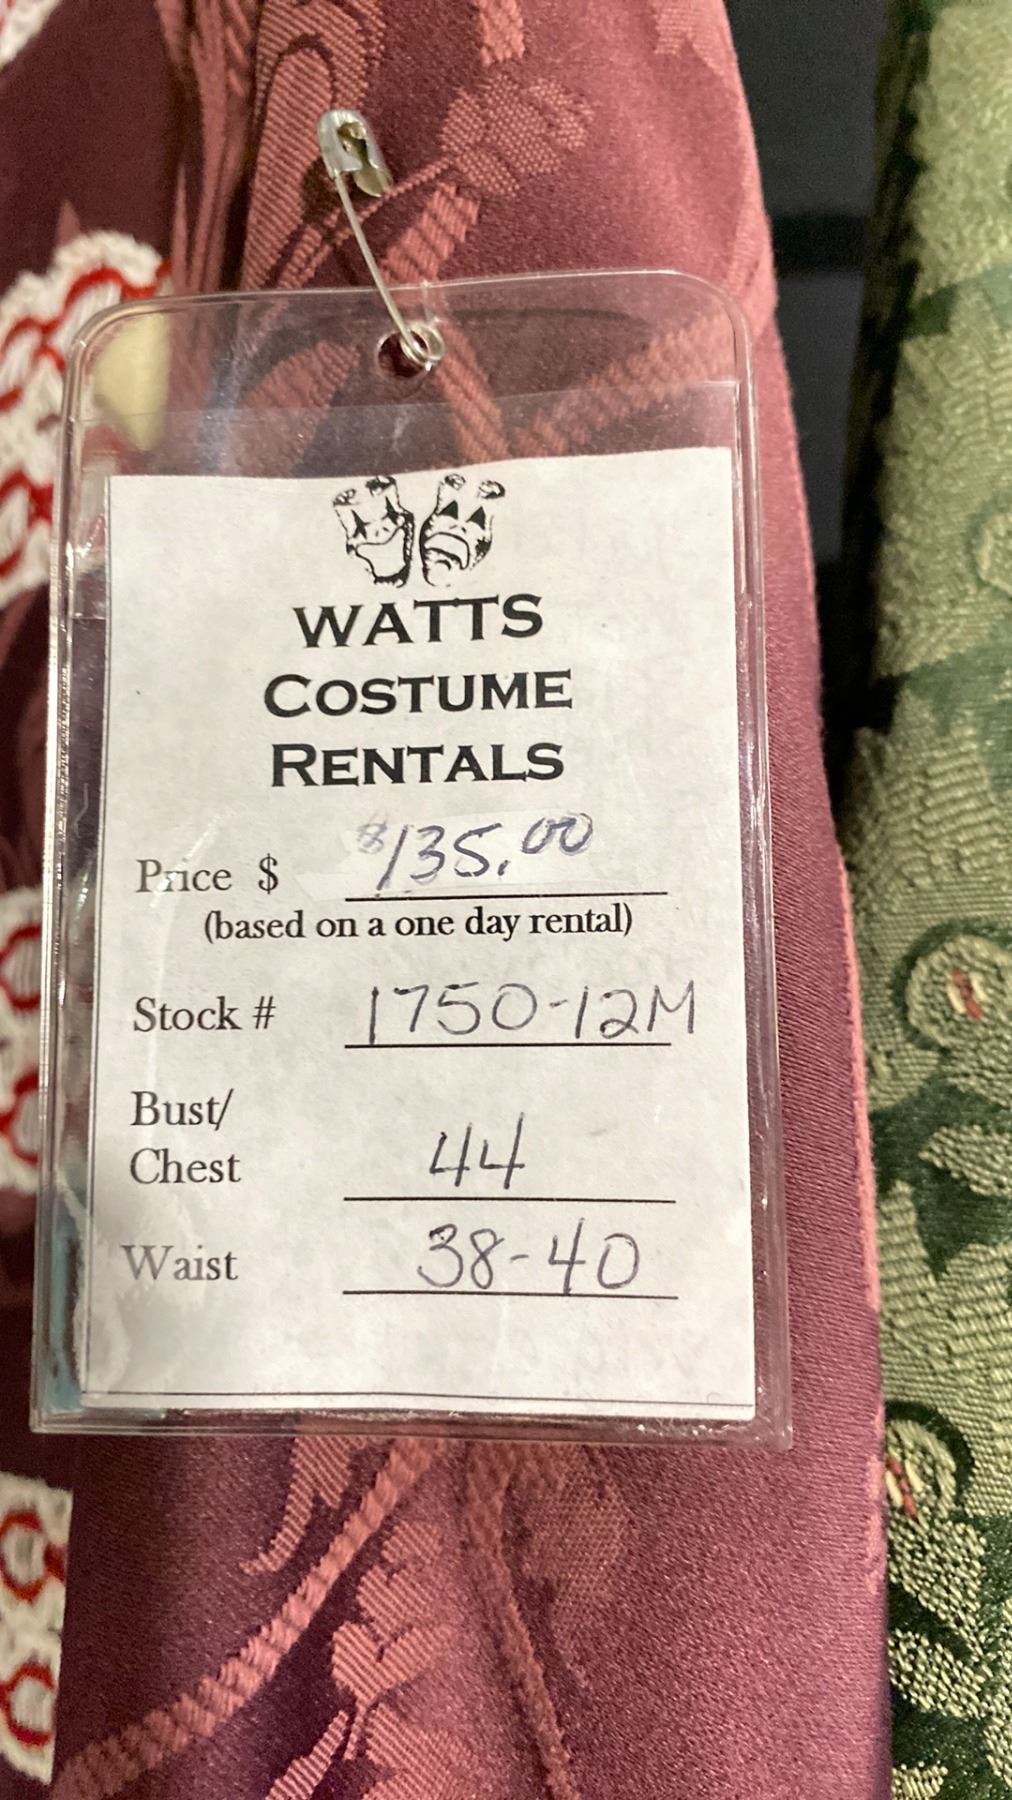 WATTS
COSTUME
RENTALS
Price $ $135.00
(based on a one day rental)
Stock # 1750-12M
Bust/
Chest 44
Waist 38-40